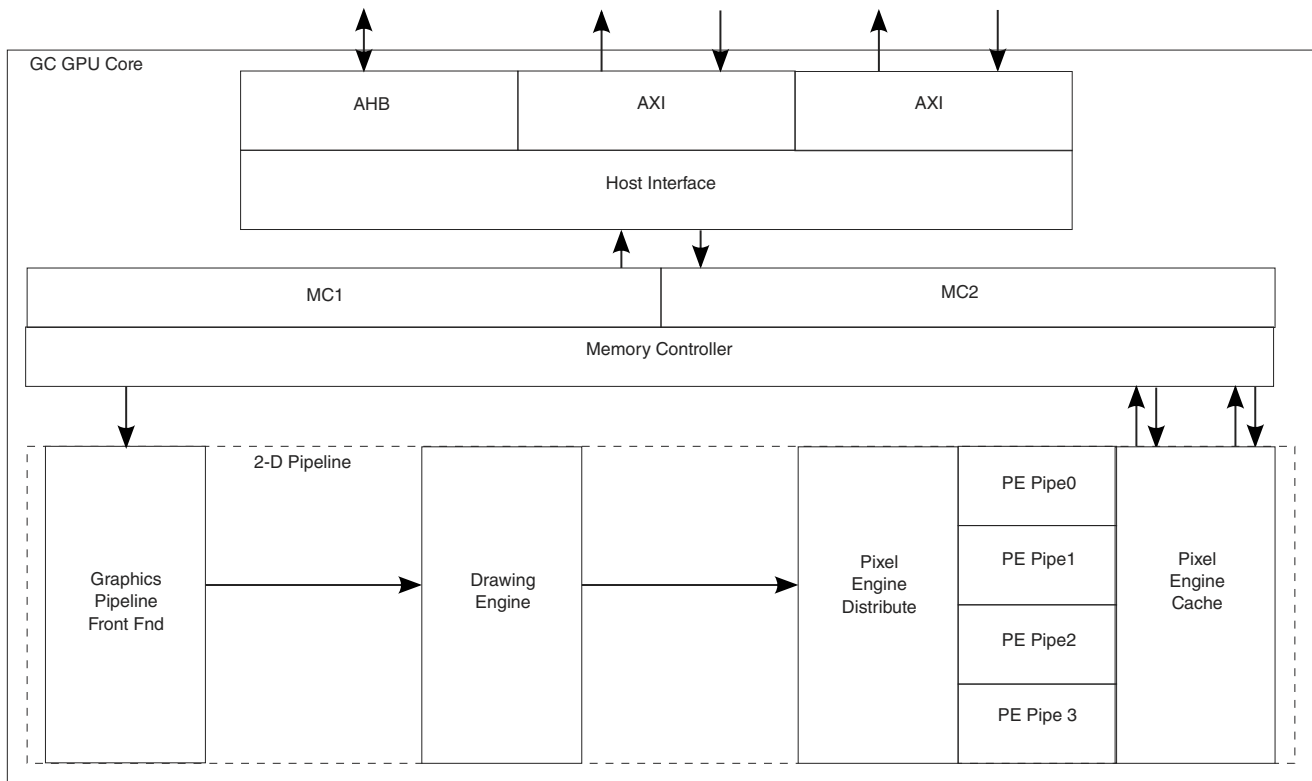 GC GPU Core
AHB
AXI
AXI
Host Interface
MC1
MC2
Memory Controller
2-D Pipeline
Graphics
Pipeline
Front Fnd
Drawing
Engine
Pixel
Engine
Distribute
PE Pipe0
PE Pipe1
PE Pipe2
PE Pipe 3
Pixel
Engine
Cache